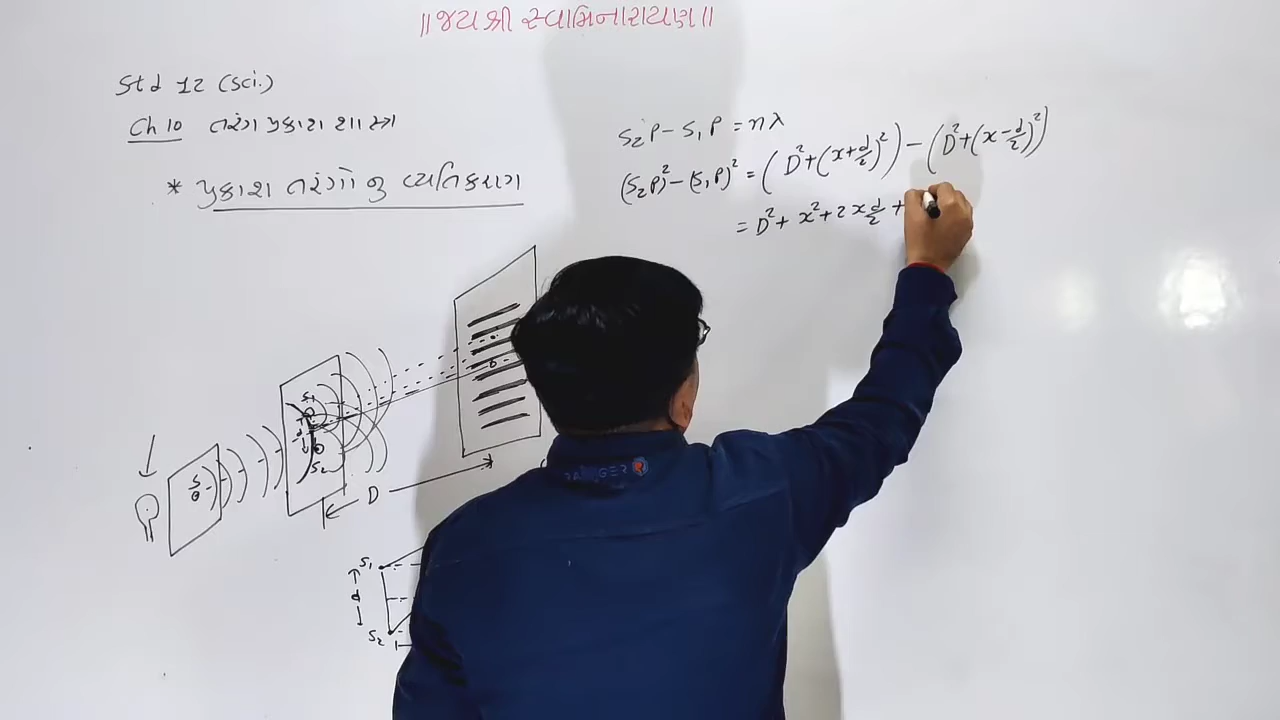 ॥જય શ્રી સ્વામિનારાયણ॥
Std 12 (Sci.)
Ch 10 તરંગ પ્રકાશ શાસ્ત્ર
* પ્રકાશ તરંગોનું વ્યતિકરણ
S₂P - S₁P = nλ
(S₂P)² - (S₁P)² = (D² + (x + d/2)²) - (D² + (x - d/2)²)
= D² + x² + 2x d/2 +
S
S₁
d
S₂
D
S₁
d
S₂